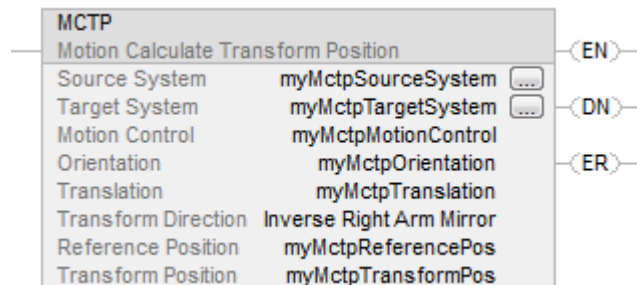 MCTP
Motion Calculate Transform Position (EN)
Source System myMctpSourceSystem ...
Target System myMctpTargetSystem ... (DN)
Motion Control myMctpMotionControl
Orientation myMctpOrientation (ER)
Translation myMctpTranslation
Transform Direction Inverse Right Arm Mirror
Reference Position myMctpReferencePos
Transform Position myMctpTransformPos